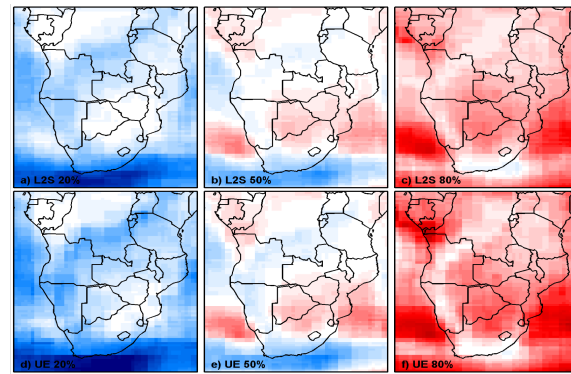 a) L2S 20%
b) L2S 50%
c) L2S 80%
d) UE 20%
e) UE 50%
f) UE 80%